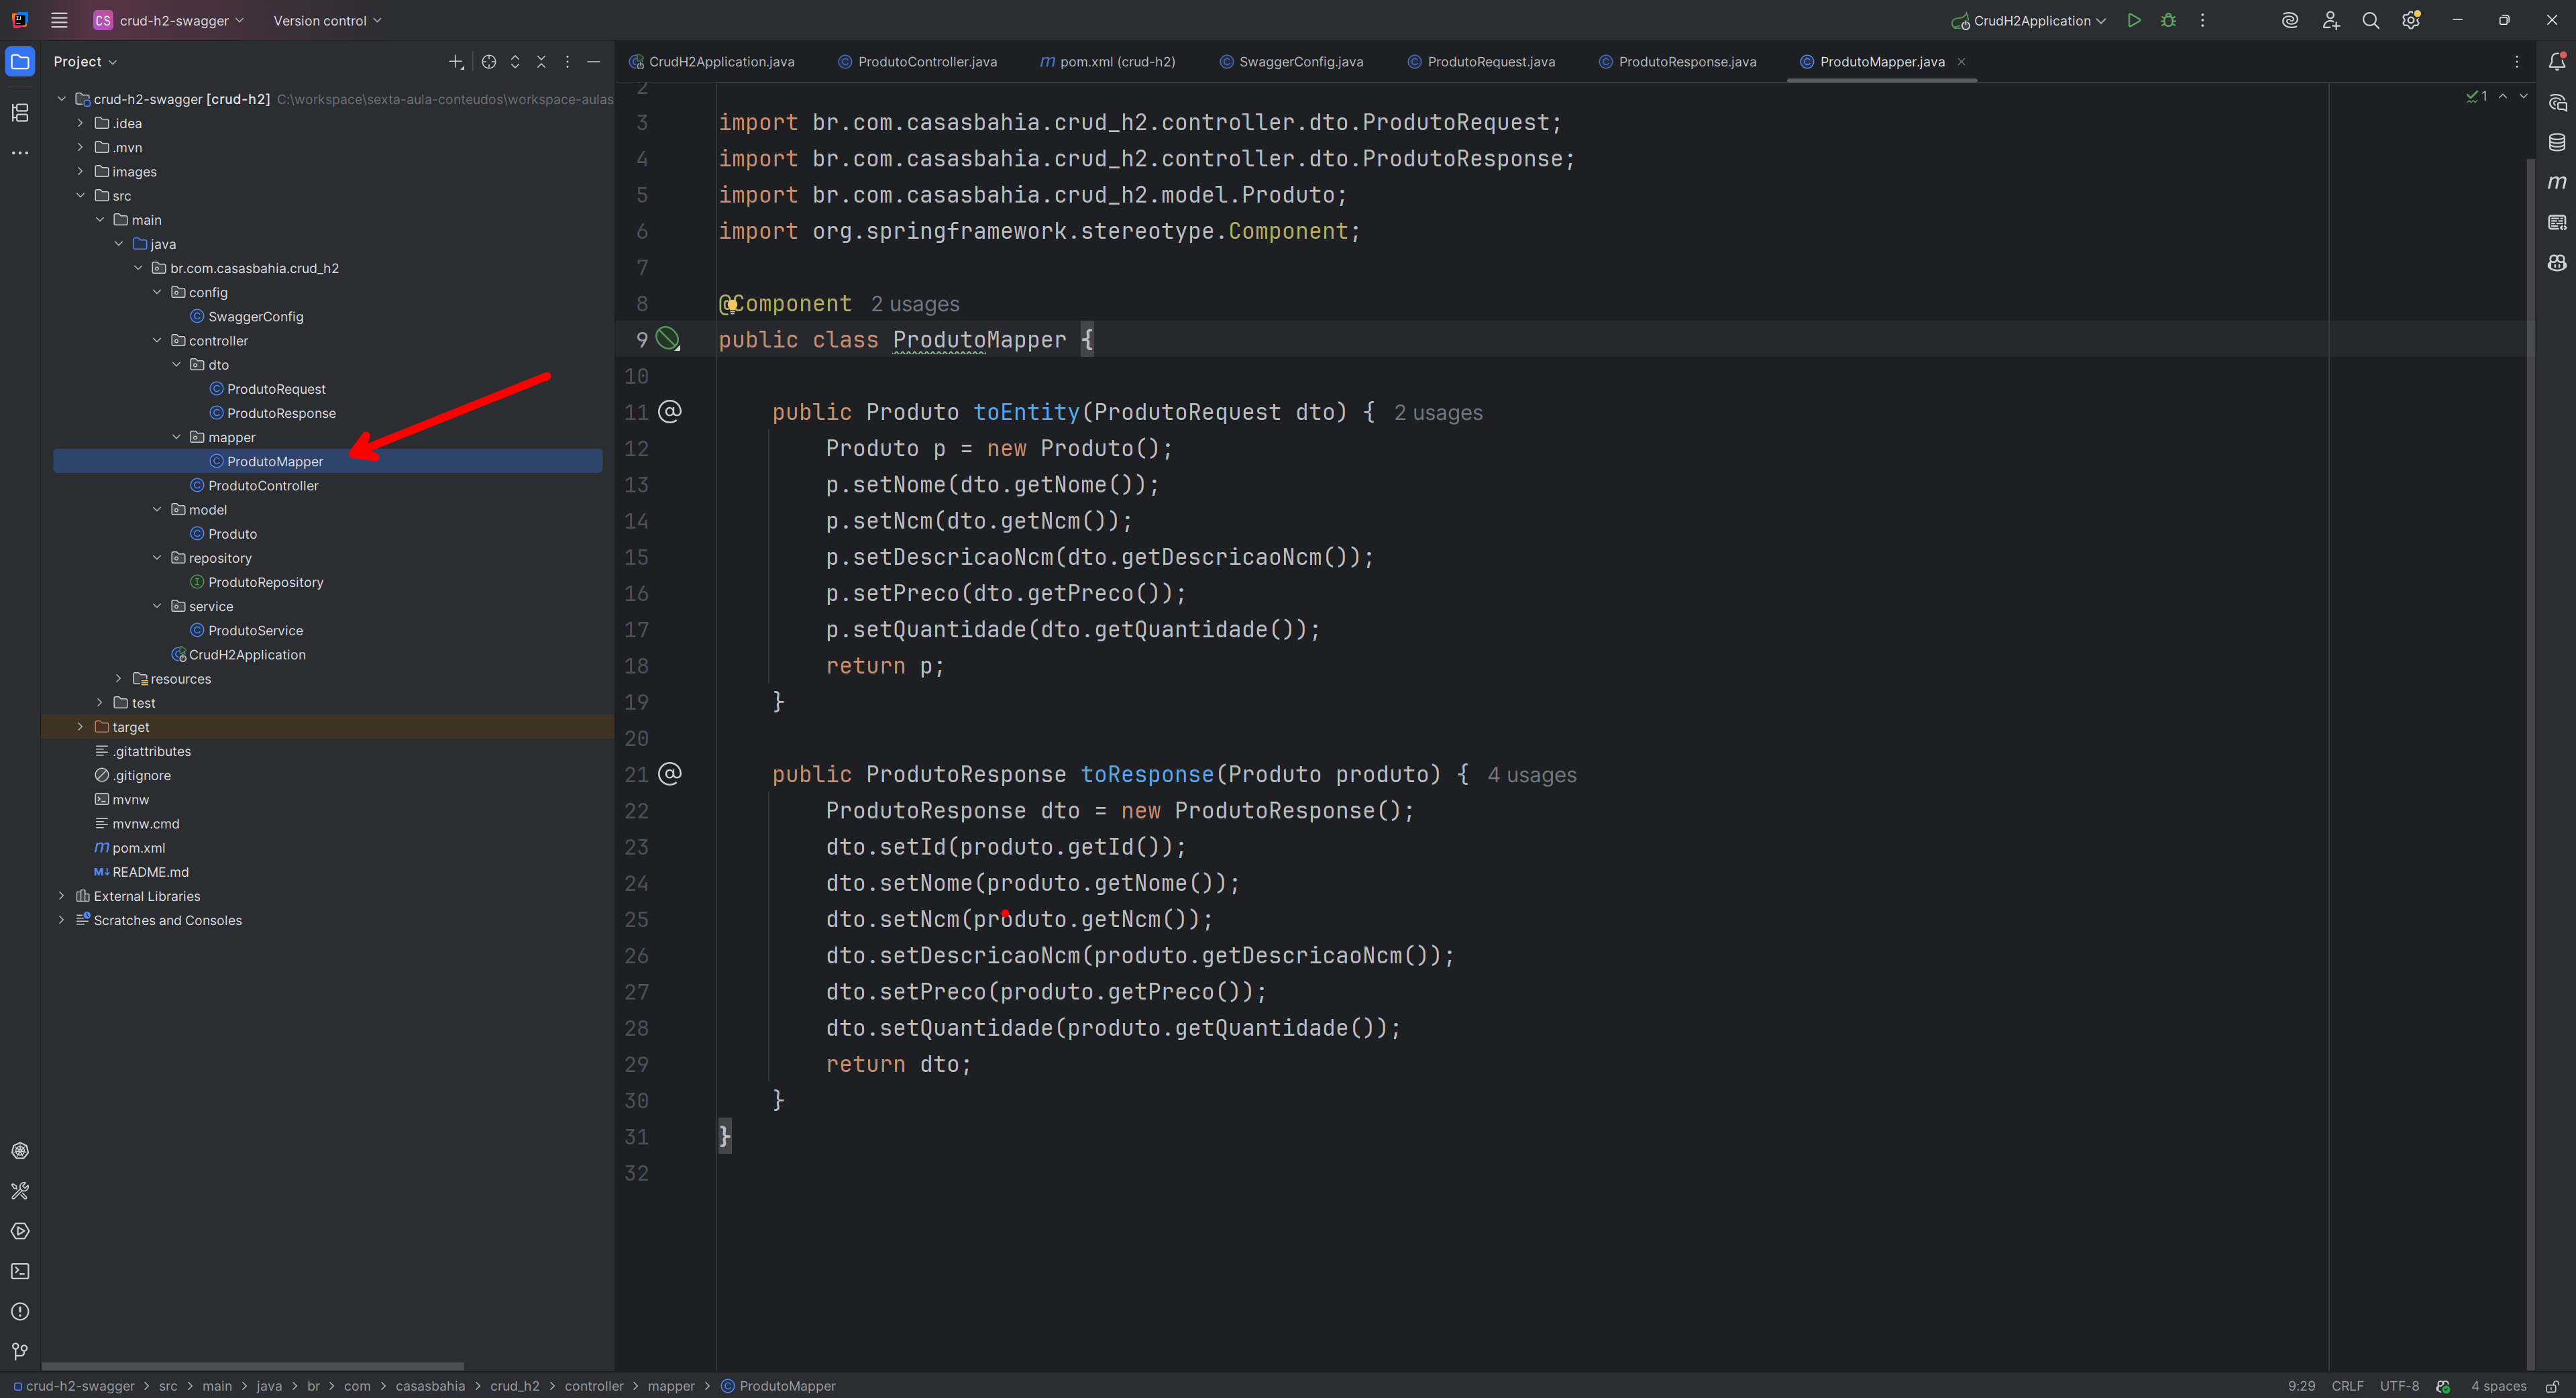 CS crud-h2-swagger Version control CrudH2Application
Project
CrudH2Application.java ProdutoController.java m pom.xml (crud-h2) SwaggerConfig.java ProdutoRequest.java ProdutoResponse.java ProdutoMapper.java
crud-h2-swagger [crud-h2] C:\workspace\sexta-aula-conteudos\workspace-aulas
.idea
.mvn
images
src
main
java
br.com.casasbahia.crud_h2
config
SwaggerConfig
controller
dto
ProdutoRequest
ProdutoResponse
mapper
ProdutoMapper
ProdutoController
model
Produto
repository
ProdutoRepository
service
ProdutoService
CrudH2Application
resources
test
target
.gitattributes
.gitignore
mvnw
mvnw.cmd
m pom.xml
M↓ README.md
External Libraries
Scratches and Consoles
1
2
3 import br.com.casasbahia.crud_h2.controller.dto.ProdutoRequest;
4 import br.com.casasbahia.crud_h2.controller.dto.ProdutoResponse;
5 import br.com.casasbahia.crud_h2.model.Produto;
6 import org.springframework.stereotype.Component;
7
8 @Component 2 usages
9 public class ProdutoMapper {
10
11 @ public Produto toEntity(ProdutoRequest dto) { 2 usages
12 Produto p = new Produto();
13 p.setNome(dto.getNome());
14 p.setNcm(dto.getNcm());
15 p.setDescricaoNcm(dto.getDescricaoNcm());
16 p.setPreco(dto.getPreco());
17 p.setQuantidade(dto.getQuantidade());
18 return p;
19 }
20
21 @ public ProdutoResponse toResponse(Produto produto) { 4 usages
22 ProdutoResponse dto = new ProdutoResponse();
23 dto.setId(produto.getId());
24 dto.setNome(produto.getNome());
25 dto.setNcm(produto.getNcm());
26 dto.setDescricaoNcm(produto.getDescricaoNcm());
27 dto.setPreco(produto.getPreco());
28 dto.setQuantidade(produto.getQuantidade());
29 return dto;
30 }
31 }
32
crud-h2-swagger > src > main > java > br > com > casasbahia > crud_h2 > controller > mapper > ProdutoMapper 9:29 CRLF UTF-8 4 spaces